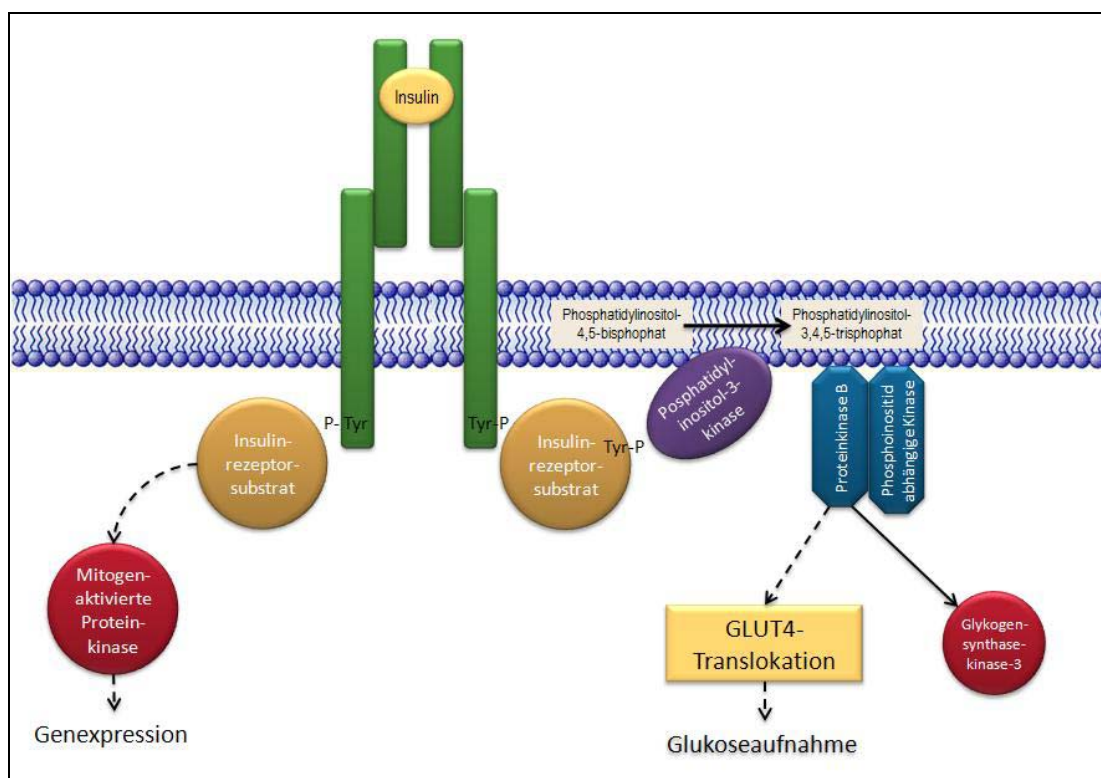 Insulin
Phosphatidylinositol-
4,5-bisphophat
Phosphatidylinositol-
3,4,5-trisphophat
P- Tyr
Tyr-P
Insulin-
rezeptor-
substrat
Insulin-
rezeptor-
substrat
Tyr-P
Posphatidyl-
inositol-3-
kinase
Proteinkinase B
Phosphoinositid
abhängige Kinase
Mitogen-
aktivierte
Protein-
kinase
GLUT4-
Translokation
Glykogen-
synthase-
kinase-3
Genexpression
Glukoseaufnahme